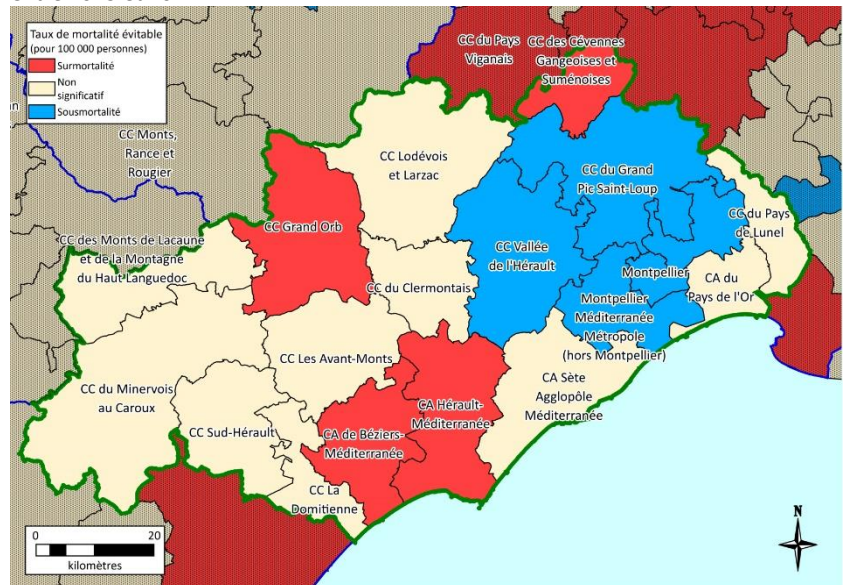 Taux de mortalité évitable
(pour 100 000 personnes)
Surmortalité
Non
significatif
Sousmortalité
CC du Pays
Viganais
CC des Cévennes
Gangeoises et
Suménoises
CC Monts,
Rance et
Rougier
CC Lodévois
et Larzac
CC du Grand
Pic Saint-Loup
CC Grand Orb
CC du Pays
de Lunel
CC des Monts de Lacaune
et de la Montagne
du Haut Languedoc
CC Vallée
de l'Hérault
Montpellier
CA du
Pays de l'Or
CC du Clermontais
Montpellier
Méditerranée
Métropole
(hors Montpellier)
CC Les Avant-Monts
CC du Minervois
au Caroux
CA Sète
Agglopôle
Méditerranée
CC Sud-Hérault
CA de Béziers-
Méditerranée
CA Hérault-
Méditerranée
CC La
Domitienne
0 20
kilomètres
N